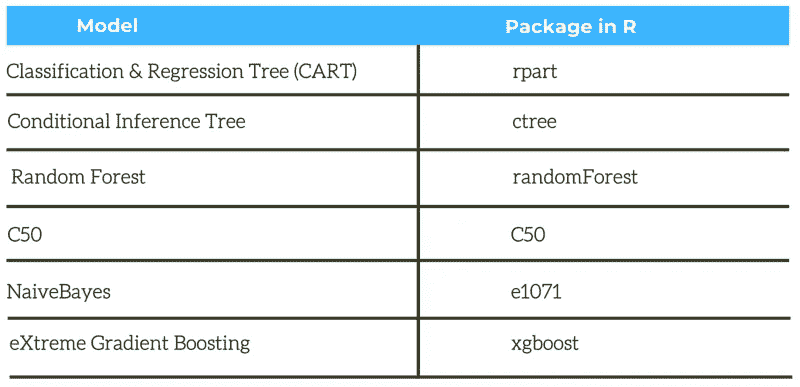 Model Package in R
Classification & Regression Tree (CART) rpart
Conditional Inference Tree ctree
Random Forest randomForest
C50 C50
NaiveBayes e1071
eXtreme Gradient Boosting xgboost